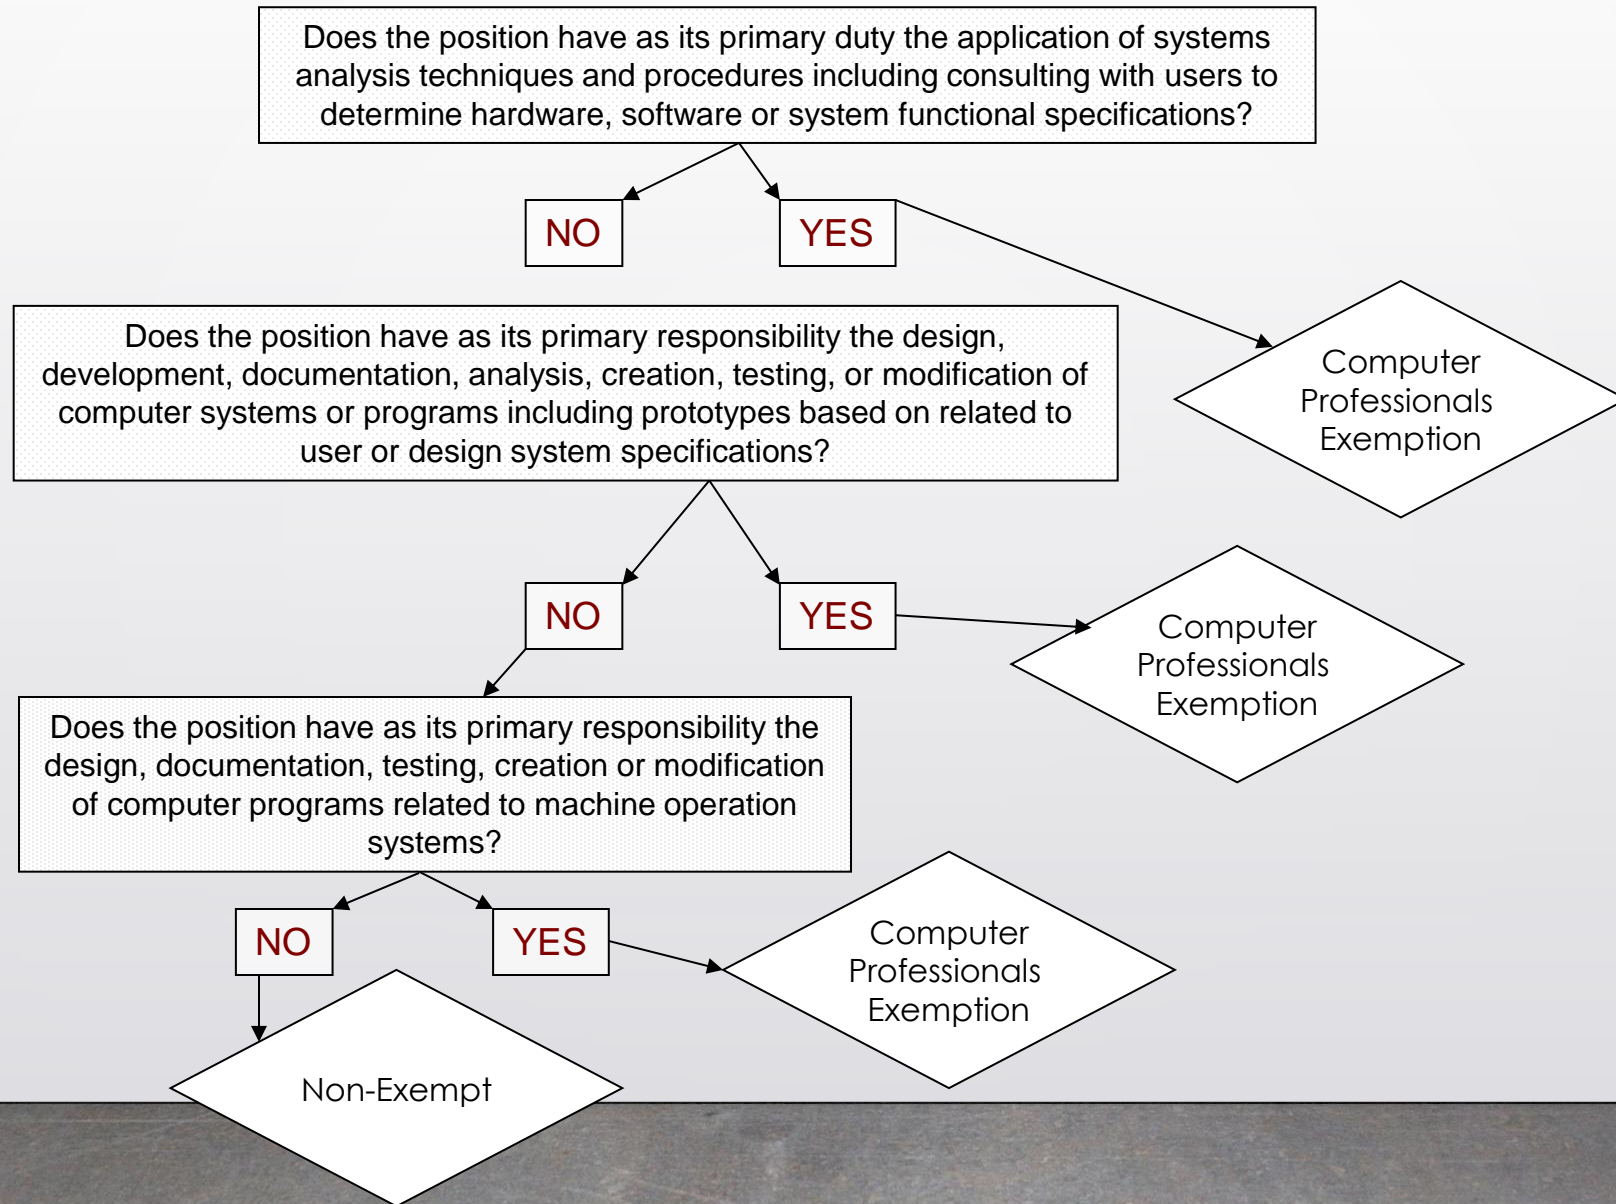 Does the position have as its primary duty the application of systems
analysis techniques and procedures including consulting with users to
determine hardware, software or system functional specifications?
NO
YES
Computer
Professionals
Exemption
Does the position have as its primary responsibility the design,
development, documentation, analysis, creation, testing, or modification of
computer systems or programs including prototypes based on related to
user or design system specifications?
NO
YES
Computer
Professionals
Exemption
Does the position have as its primary responsibility the
design, documentation, testing, creation or modification
of computer programs related to machine operation
systems?
NO
YES
Computer
Professionals
Exemption
Non-Exempt